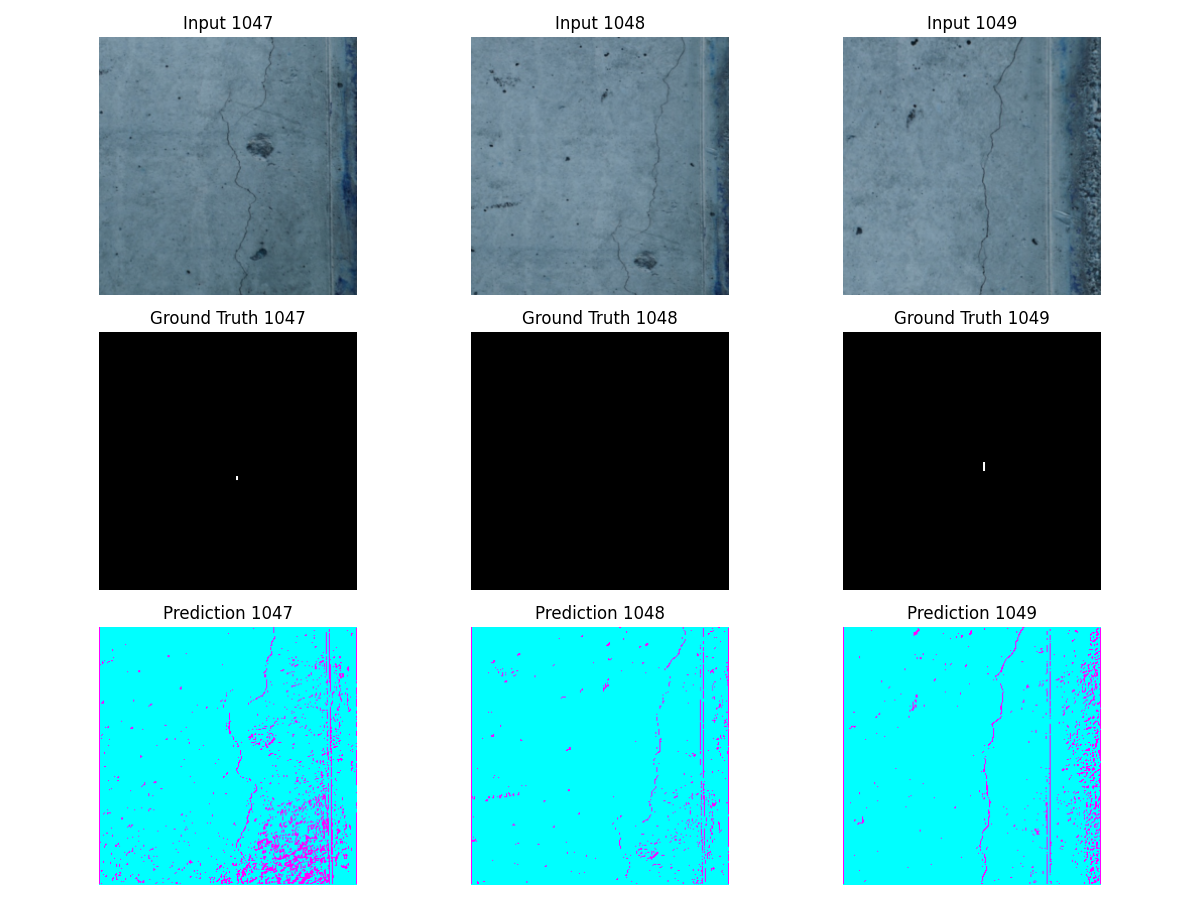 Input 1047
Input 1048
Input 1049
Ground Truth 1047
Ground Truth 1048
Ground Truth 1049
Prediction 1047
Prediction 1048
Prediction 1049